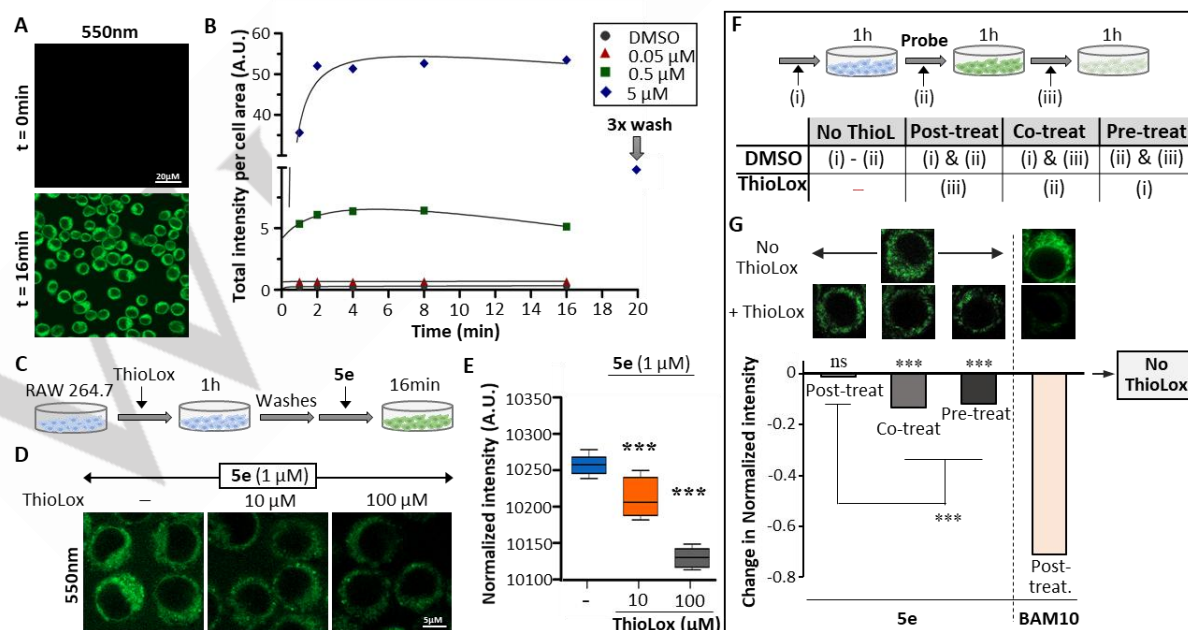 A
550nm
t = 0min
20µM
t = 16min
B
Total intensity per cell area (A.U.)
60
50
40
30
5
0
0 2 4 6 8 10 12 14 16 18 20
Time (min)
DMSO
0.05 µM
0.5 µM
5 µM
3x wash
C
RAW 264.7
ThioLox
1h
Washes
5e
16min
D
5e (1 µM)
ThioLox – 10 µM 100 µM
550nm
5µM
E
5e (1 µM)
Normalized intensity (A.U.)
10350
10300
10250
10200
10150
10100
***
***
- 10 100
ThioLox (µM)
F
1h Probe 1h 1h
(i) (ii) (iii)
No ThioL Post-treat Co-treat Pre-treat
DMSO (i) - (ii) (i) & (ii) (i) & (iii) (ii) & (iii)
ThioLox – (iii) (ii) (i)
G
No
ThioLox
+ ThioLox
Change in Normalized intensity
0
-0.2
-0.4
-0.6
-0.8
ns *** ***
Post-treat
Co-treat
Pre-treat
***
Post-
treat.
No
ThioLox
5e BAM10